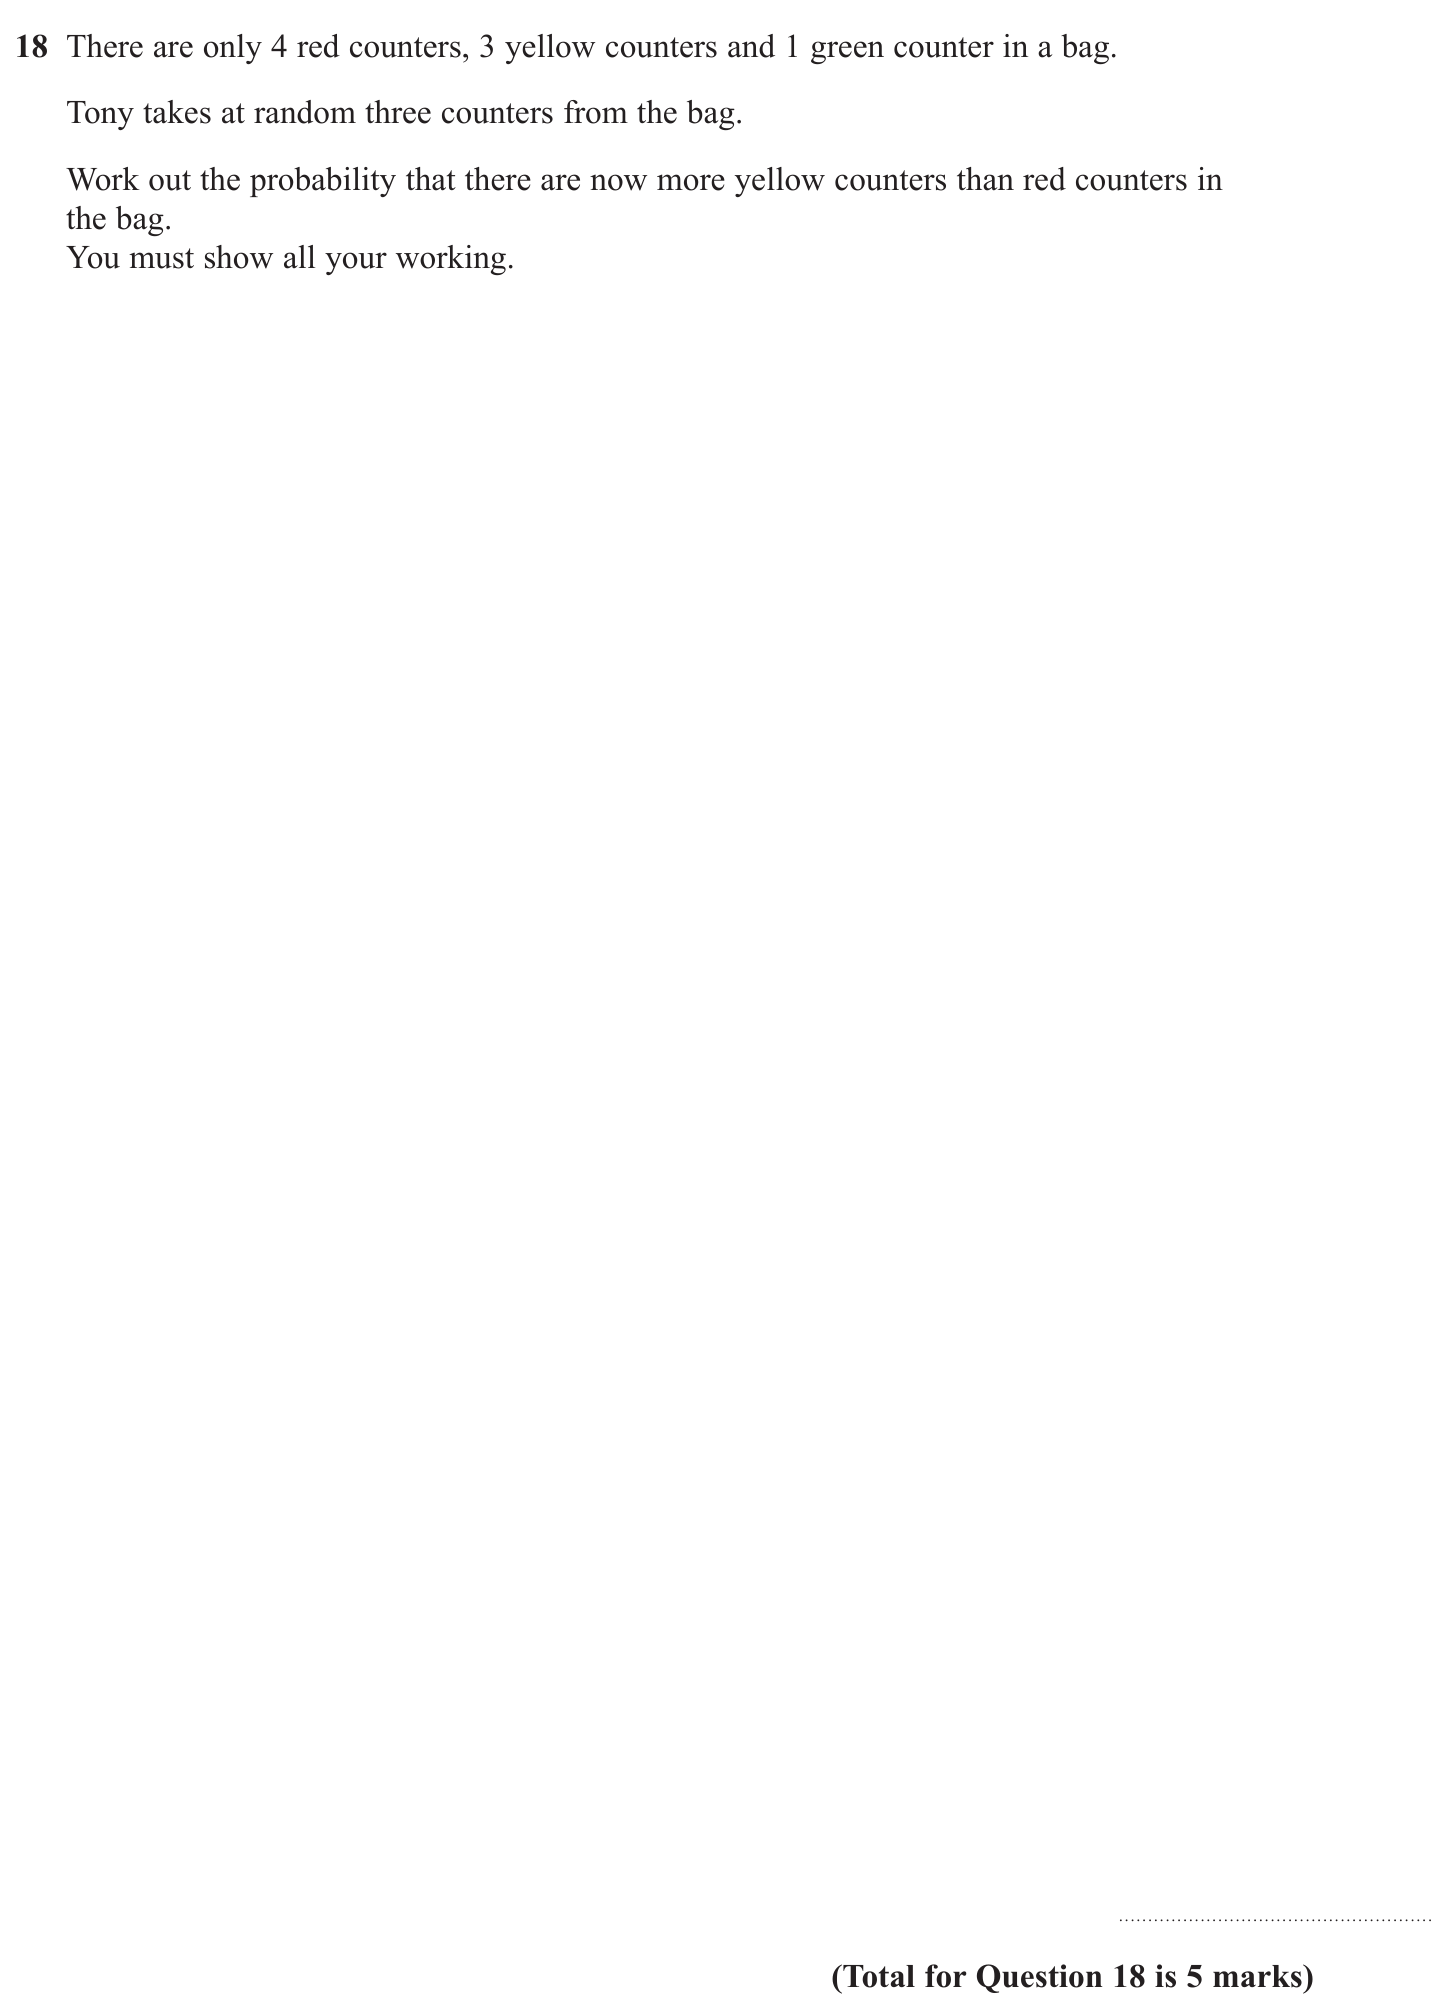 18 There are only 4 red counters, 3 yellow counters and 1 green counter in a bag.
Tony takes at random three counters from the bag.
Work out the probability that there are now more yellow counters than red counters in
the bag.
You must show all your working.
(Total for Question 18 is 5 marks)